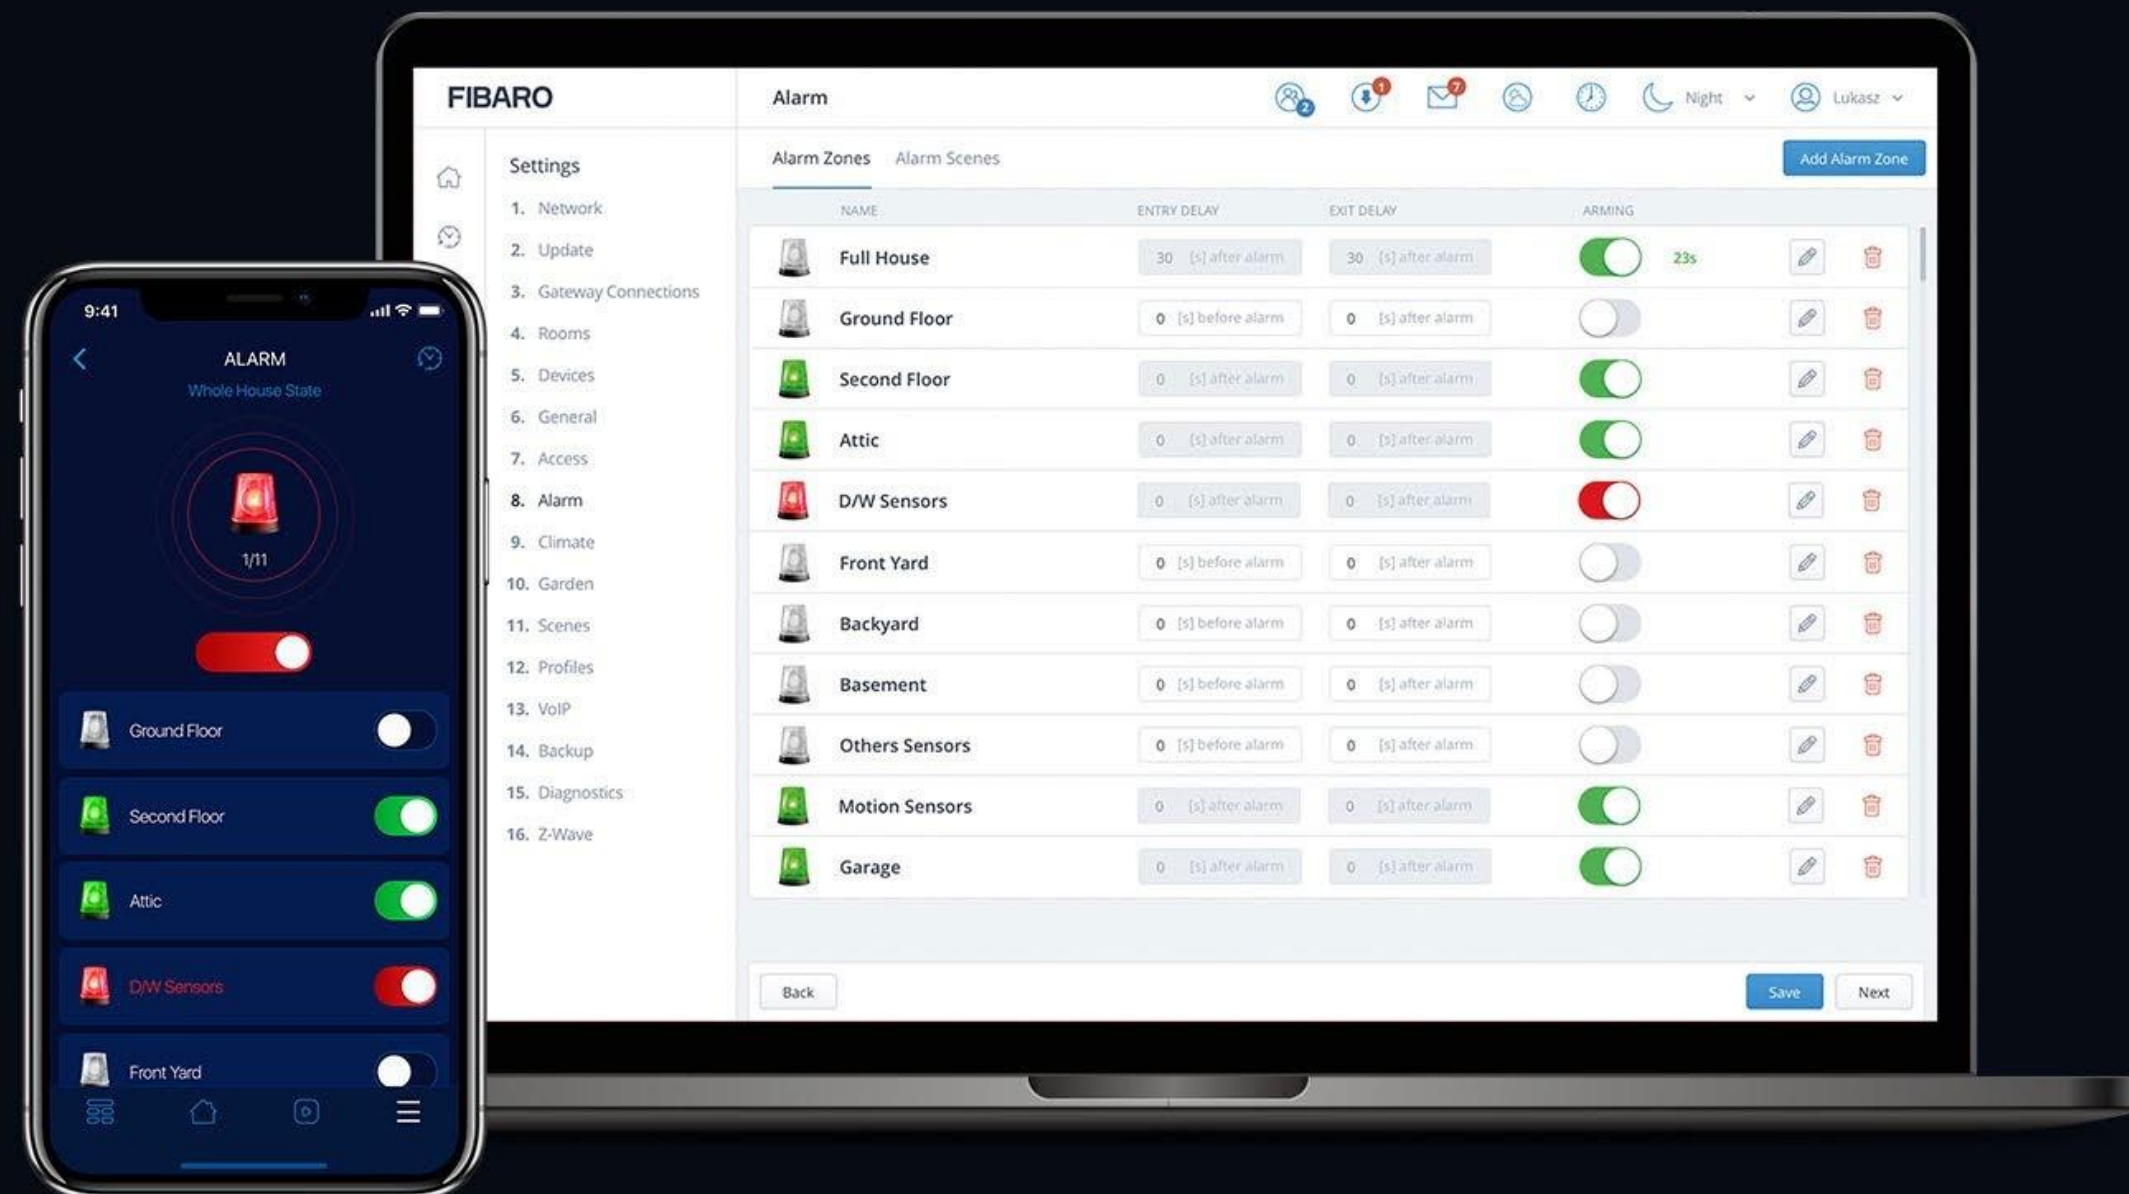 FIBARO
Alarm
2
1
7
Night
Lukasz
Settings
1. Network
2. Update
3. Gateway Connections
4. Rooms
5. Devices
6. General
7. Access
8. Alarm
9. Climate
10. Garden
11. Scenes
12. Profiles
13. VoIP
14. Backup
15. Diagnostics
16. Z-Wave
Alarm Zones Alarm Scenes Add Alarm Zone
NAME ENTRY DELAY EXIT DELAY ARMING
Full House 30 [s] after alarm 30 [s] after alarm 23s
Ground Floor 0 [s] before alarm 0 [s] after alarm
Second Floor 0 [s] after alarm 0 [s] after alarm
Attic 0 [s] after alarm 0 [s] after alarm
D/W Sensors 0 [s] after alarm 0 [s] after alarm
Front Yard 0 [s] before alarm 0 [s] after alarm
Backyard 0 [s] before alarm 0 [s] after alarm
Basement 0 [s] before alarm 0 [s] after alarm
Others Sensors 0 [s] before alarm 0 [s] after alarm
Motion Sensors 0 [s] after alarm 0 [s] after alarm
Garage 0 [s] after alarm 0 [s] after alarm
Back Save Next
9:41
ALARM
Whole House State
1/11
Ground Floor
Second Floor
Attic
D/W Sensors
Front Yard